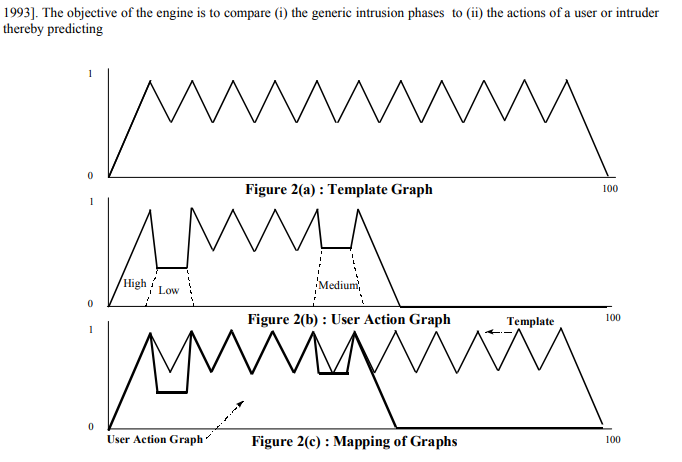 1993]. The objective of the engine is to compare (i) the generic intrusion phases to (ii) the actions of a user or intruder
thereby predicting
1
0
Figure 2(a) : Template Graph
100
1
High
Low
Medium
0
Figure 2(b) : User Action Graph
100
1
Template
0
User Action Graph
Figure 2(c) : Mapping of Graphs
100